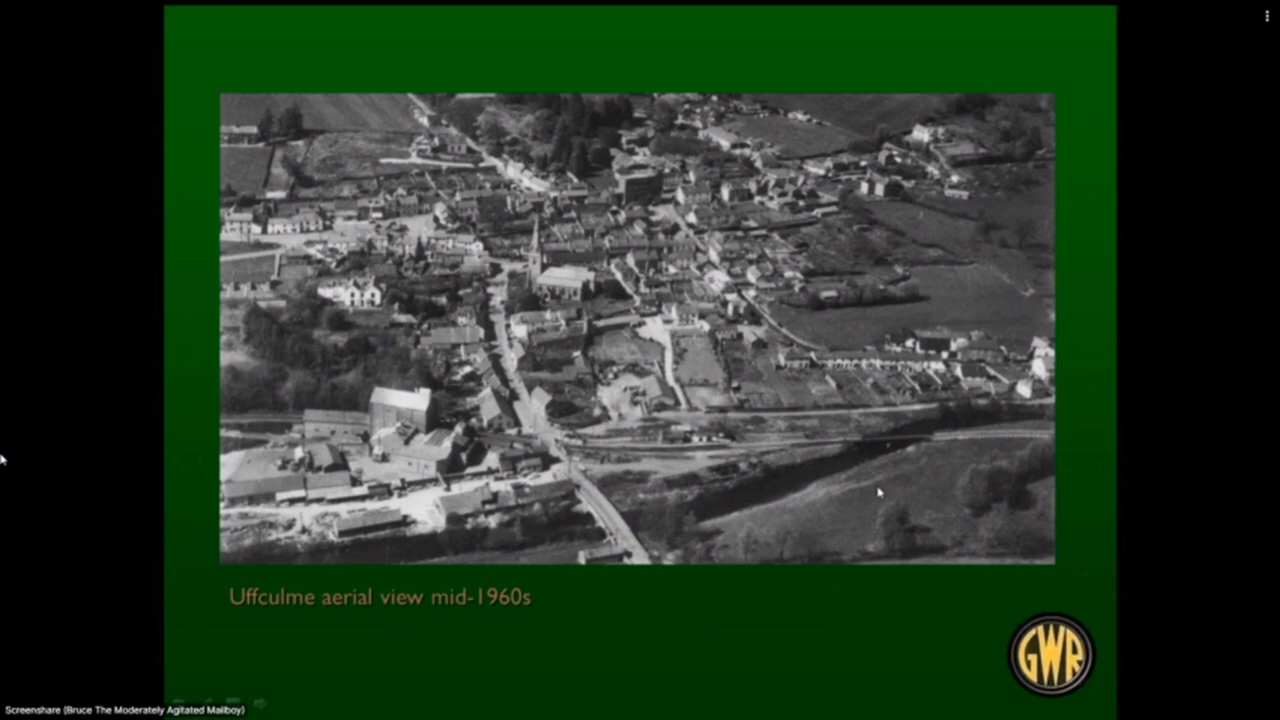 Uffculme aerial view mid-1960s
GWR
Screenshare (Bruce The Moderately Agitated Mailboy)